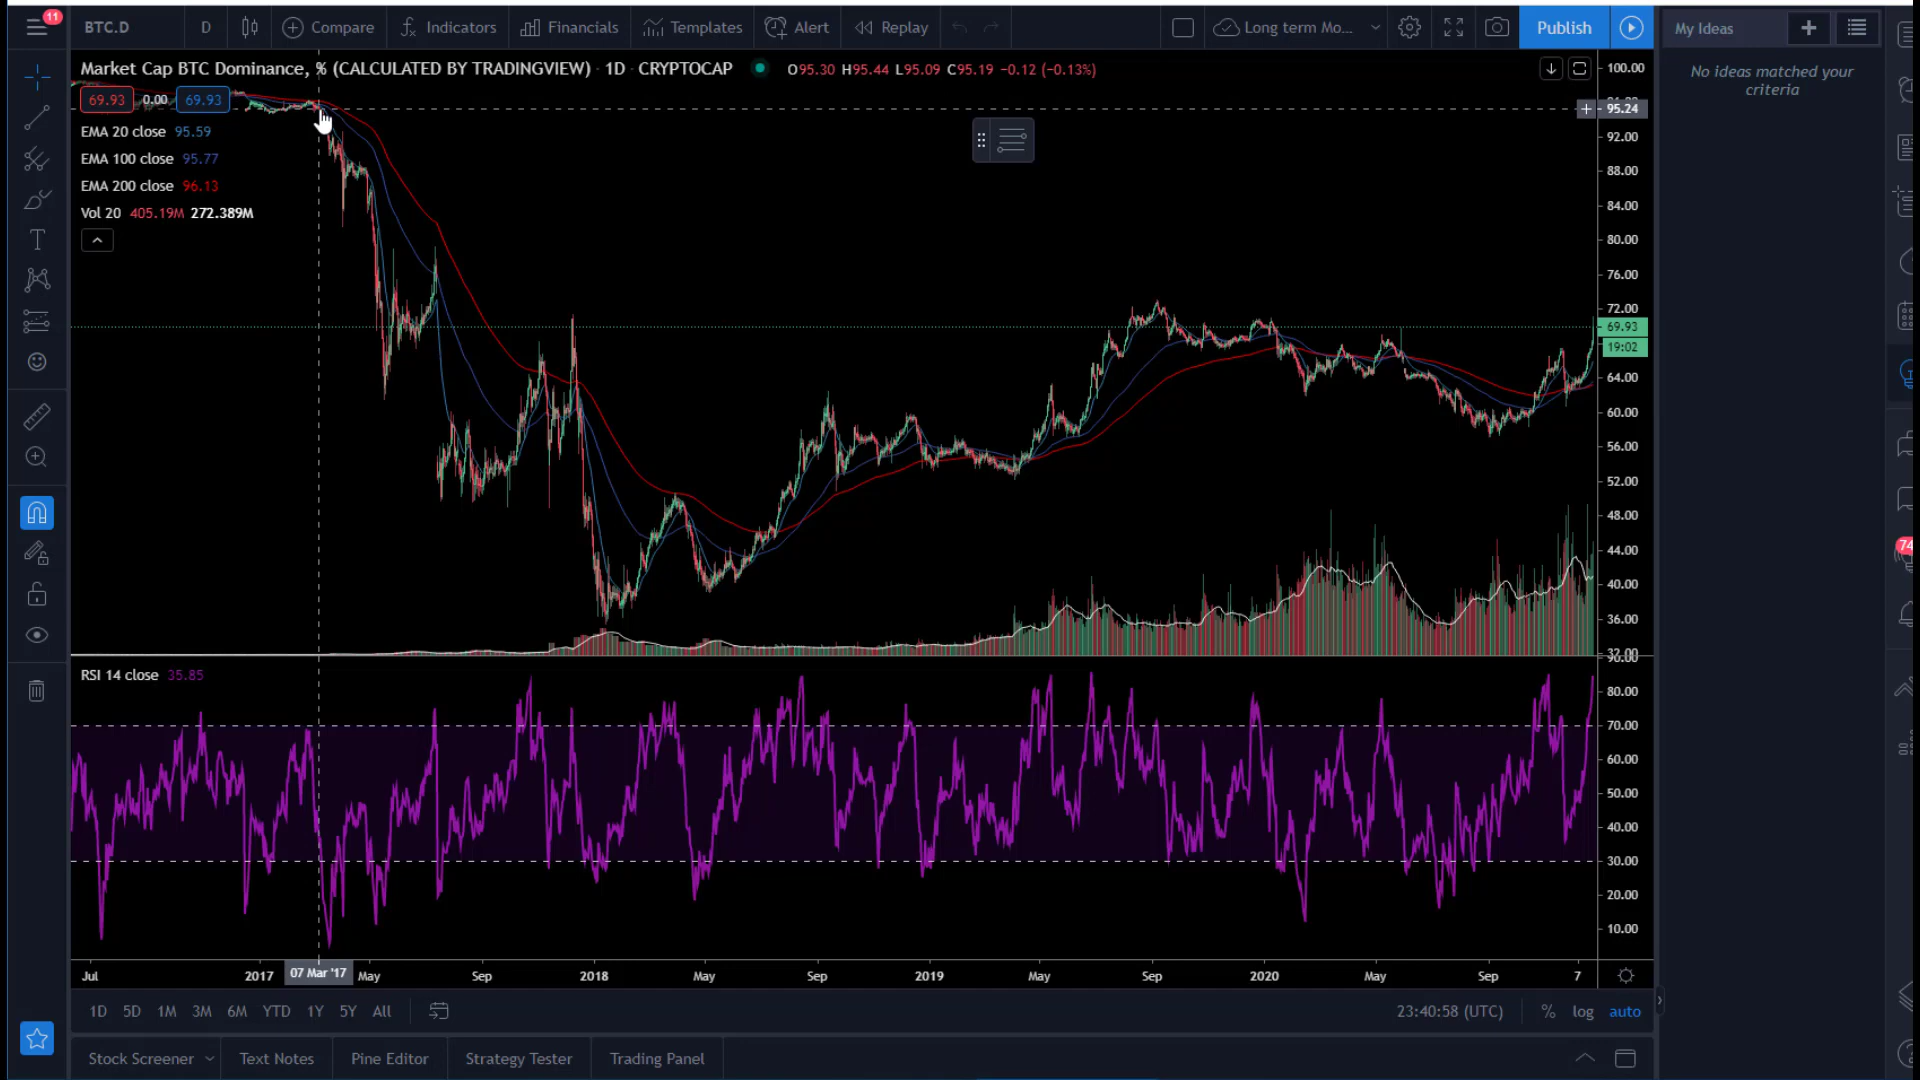 11
BTC.D
D
Compare
Indicators
Financials
Templates
Alert
Replay
Long term Mo...
Publish
My Ideas
No ideas matched your
criteria
Market Cap BTC Dominance, % (CALCULATED BY TRADINGVIEW) · 1D · CRYPTOCAP
O95.30 H95.44 L95.09 C95.19 −0.12 (−0.13%)
69.93 0.00 69.93
EMA 20 close 95.59
EMA 100 close 95.77
EMA 200 close 96.13
Vol 20 405.19M 272.389M
100.00
95.24
92.00
88.00
84.00
80.00
76.00
72.00
69.93
19:02
64.00
60.00
56.00
52.00
48.00
44.00
40.00
36.00
32.00
74
RSI 14 close 35.85
90.00
80.00
70.00
60.00
50.00
40.00
30.00
20.00
10.00
Jul 2017 07 Mar '17 May Sep 2018 May Sep 2019 May Sep 2020 May Sep 7
1D 5D 1M 3M 6M YTD 1Y 5Y All
23:40:58 (UTC) % log auto
Stock Screener Text Notes Pine Editor Strategy Tester Trading Panel